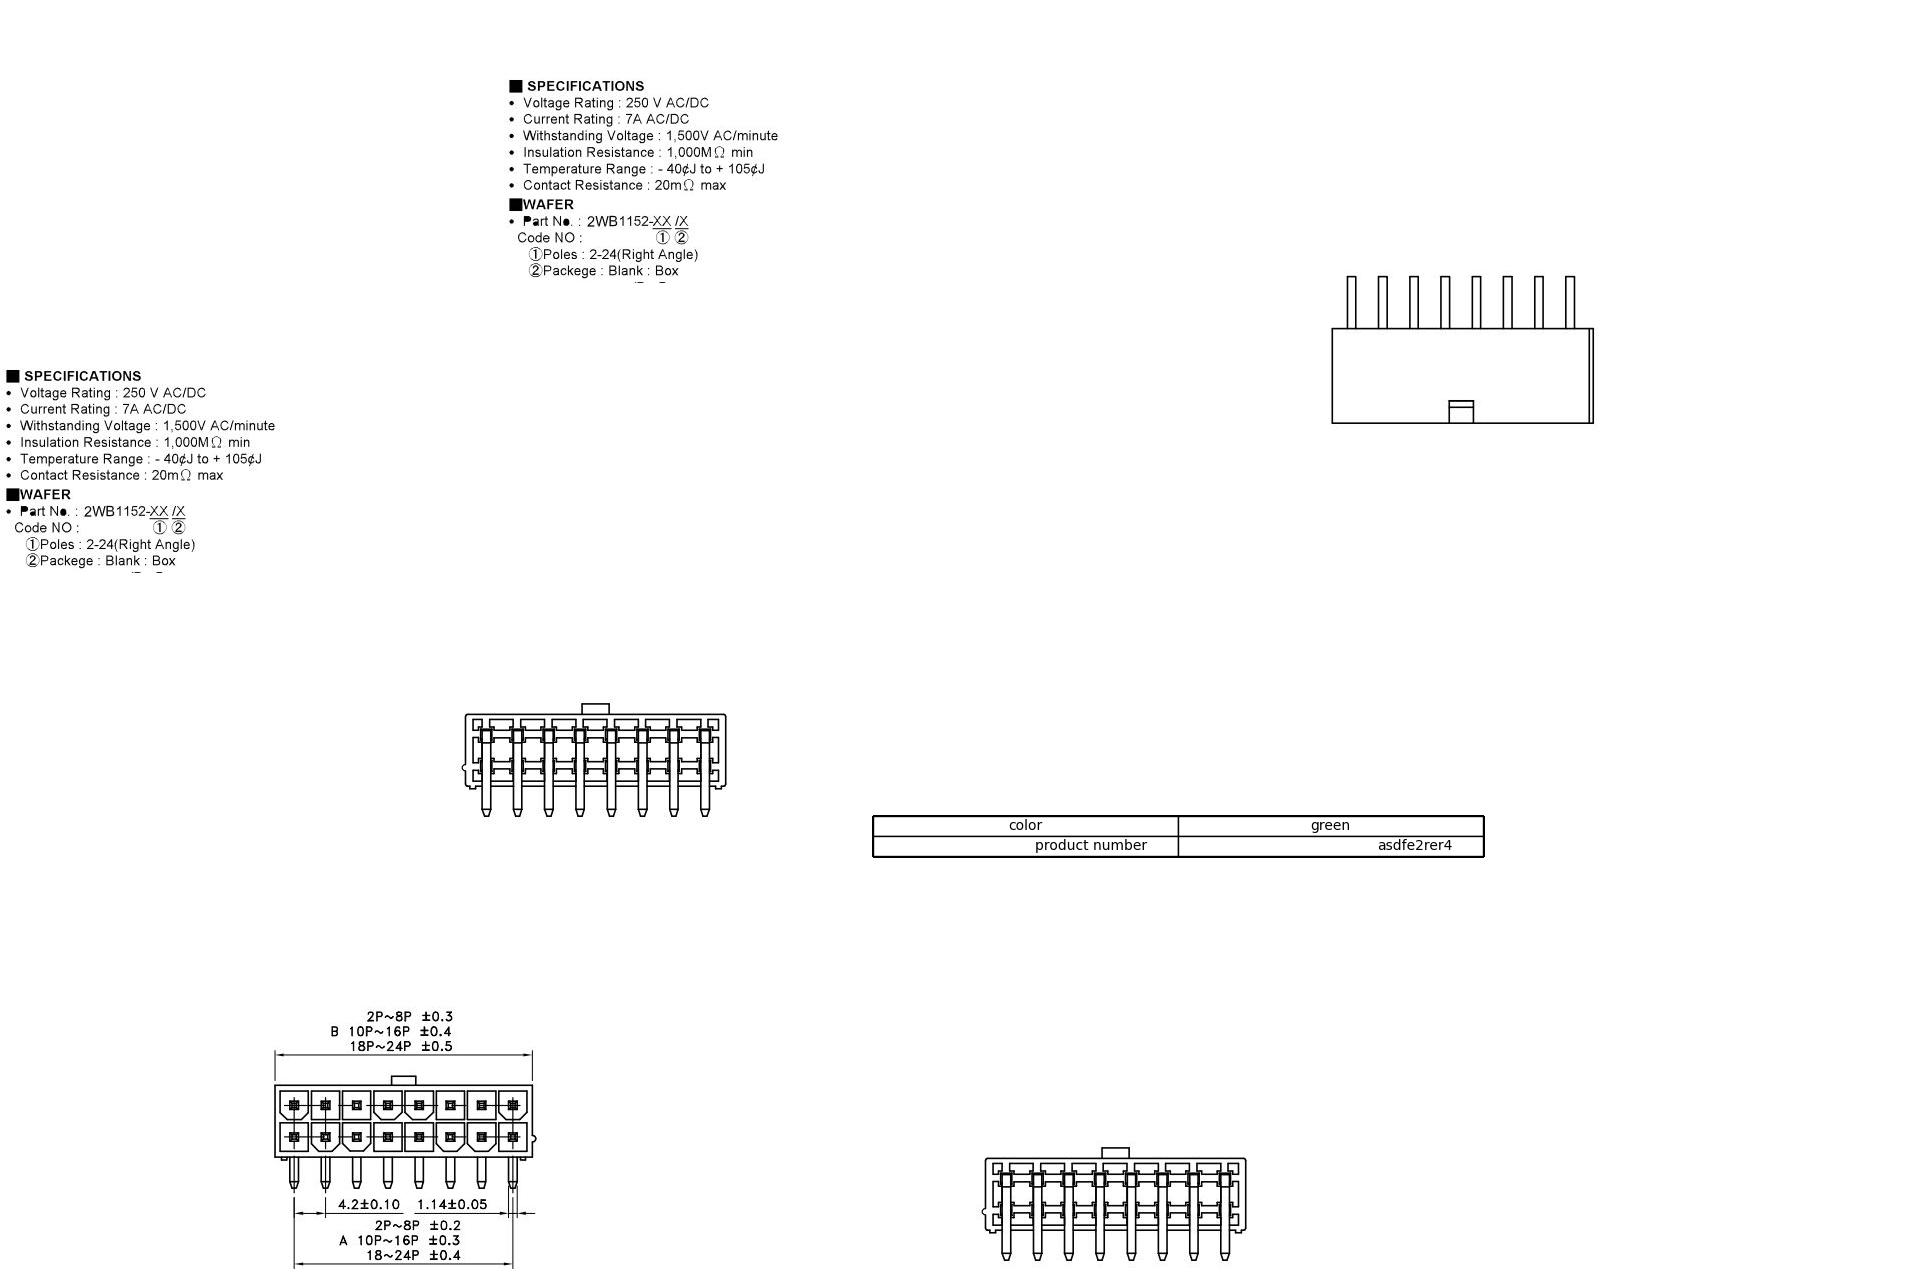 ■ SPECIFICATIONS
• Voltage Rating : 250 V AC/DC
• Current Rating : 7A AC/DC
• Withstanding Voltage : 1,500V AC/minute
• Insulation Resistance : 1,000MΩ min
• Temperature Range : - 40¢J to + 105¢J
• Contact Resistance : 20mΩ max
■WAFER
• Part No. : 2WB1152-XX /X
Code NO : ① ②
①Poles : 2-24(Right Angle)
②Packege : Blank : Box
■ SPECIFICATIONS
• Voltage Rating : 250 V AC/DC
• Current Rating : 7A AC/DC
• Withstanding Voltage : 1,500V AC/minute
• Insulation Resistance : 1,000MΩ min
• Temperature Range : - 40¢J to + 105¢J
• Contact Resistance : 20mΩ max
■WAFER
• Part No. : 2WB1152-XX /X
Code NO : ① ②
①Poles : 2-24(Right Angle)
②Packege : Blank : Box
color green
product number asdfe2rer4
2P~8P ±0.3
B 10P~16P ±0.4
18P~24P ±0.5
4.2±0.10 1.14±0.05
2P~8P ±0.2
A 10P~16P ±0.3
18~24P ±0.4